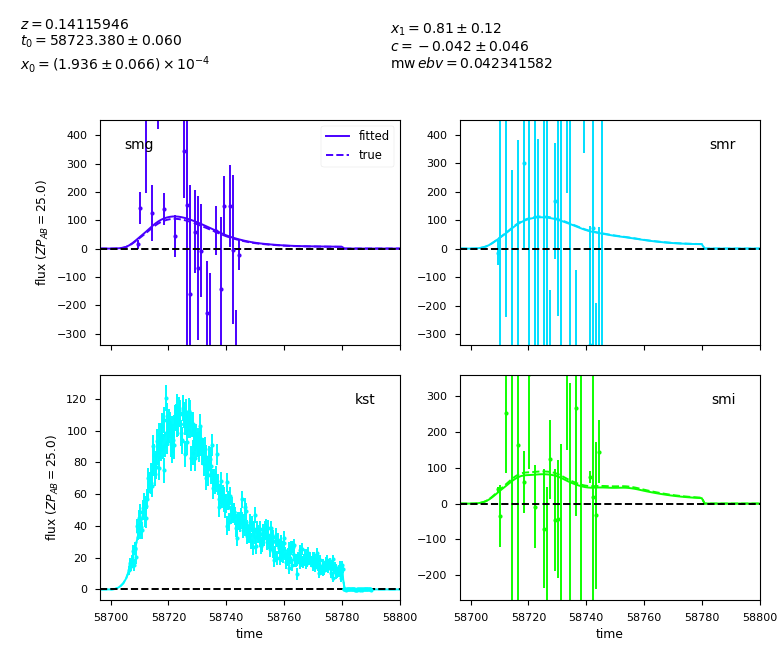 z = 0.14115946
t0 = 58723.380 ± 0.060
x0 = (1.936 ± 0.066) × 10^-4
x1 = 0.81 ± 0.12
c = −0.042 ± 0.046
mw ebv = 0.042341582
smg
fitted
true
400
300
200
100
0
−100
−200
−300
flux (ZP_AB = 25.0)
smr
400
300
200
100
0
−100
−200
−300
kst
120
100
80
60
40
20
0
flux (ZP_AB = 25.0)
58700 58720 58740 58760 58780 58800
time
smi
300
200
100
0
−100
−200
58700 58720 58740 58760 58780 58800
time